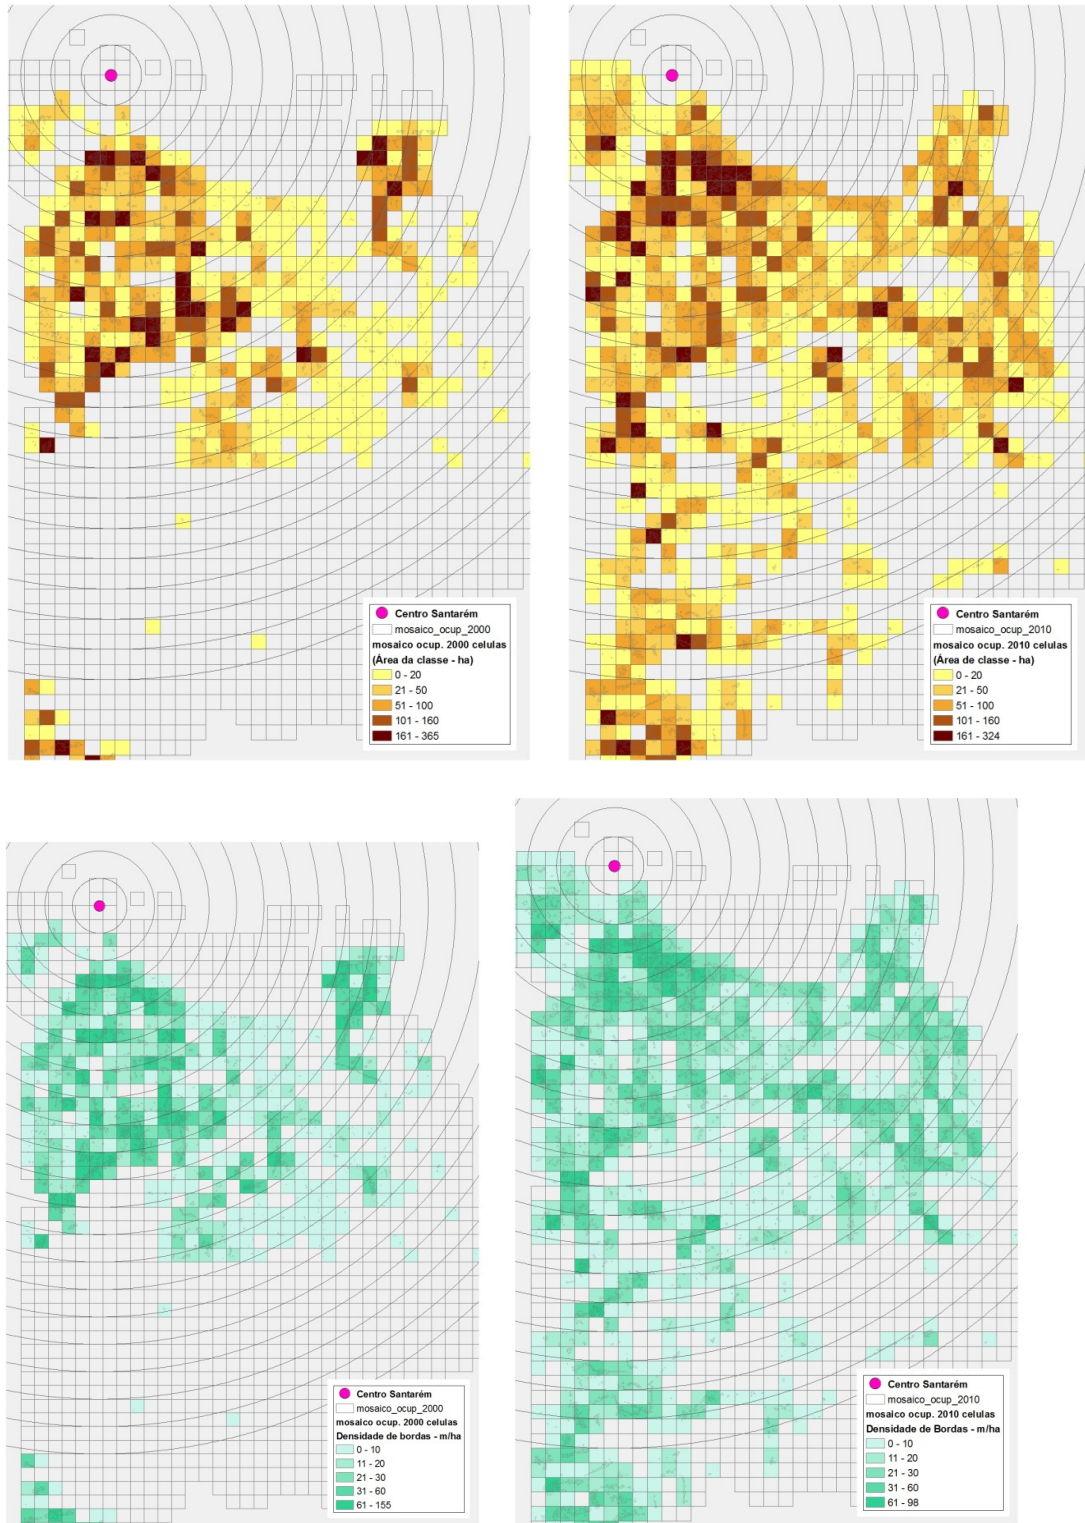 Centro Santarém
mosaico_ocup_2000
mosaico ocup. 2000 celulas
(Área da classe - ha)
0 - 20
21 - 50
51 - 100
101 - 160
161 - 365
Centro Santarém
mosaico_ocup_2010
mosaico ocup. 2010 celulas
(Área de classe - ha)
0 - 20
21 - 50
51 - 100
101 - 160
161 - 324
Centro Santarém
mosaico_ocup_2000
mosaico ocup. 2000 celulas
Densidade de bordas - m/ha
0 - 10
11 - 20
21 - 30
31 - 60
61 - 155
Centro Santarém
mosaico_ocup_2010
mosaico ocup. 2010 celulas
Densidade de Bordas - m/ha
0 - 10
11 - 20
21 - 30
31 - 60
61 - 98